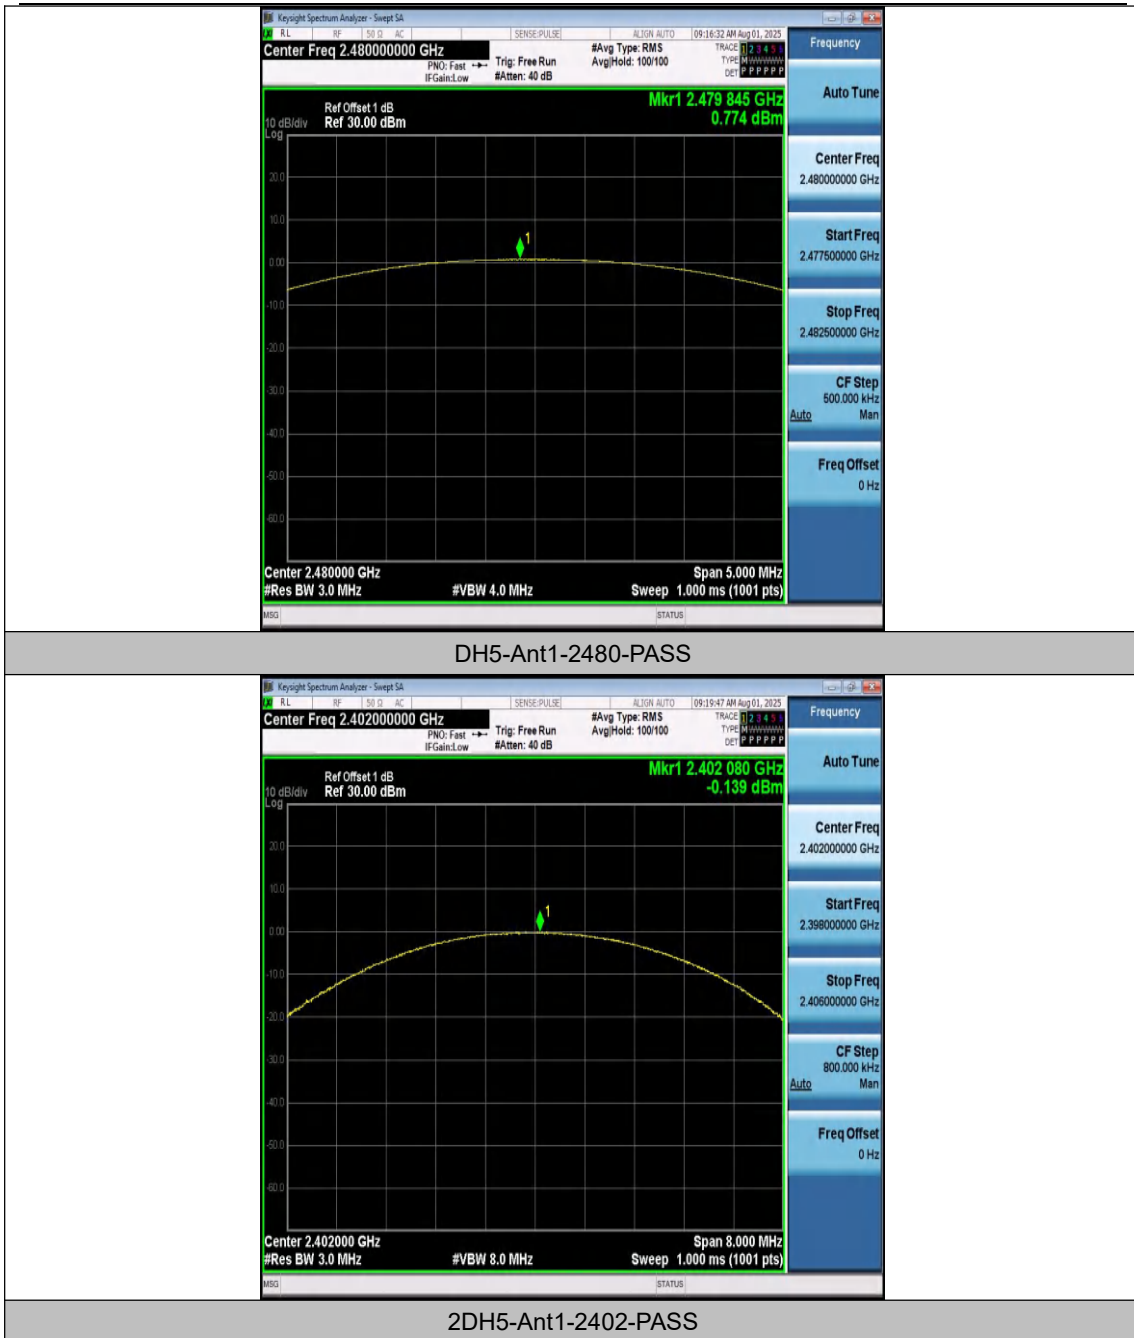 Keysight Spectrum Analyzer - Swept SA
RL RF 50 Ω AC SENSE:PULSE ALIGN AUTO 09:16:32 AM Aug 01, 2025
Center Freq 2.480000000 GHz #Avg Type: RMS TRACE 1 2 3 4 5 6
PNO: Fast Trig: Free Run Avg|Hold: 100/100 TYPE M WWWWW
IFGain:Low #Atten: 40 dB DET P P P P P P
Mkr1 2.479 845 GHz
0.774 dBm
Ref Offset 1 dB
10 dB/div Ref 30.00 dBm
Log
20.0
10.0
0.00
-10.0
-20.0
-30.0
-40.0
-50.0
-60.0
1
Center 2.480000 GHz Span 5.000 MHz
#Res BW 3.0 MHz #VBW 4.0 MHz Sweep 1.000 ms (1001 pts)
MSG STATUS
Frequency
Auto Tune
Center Freq
2.480000000 GHz
Start Freq
2.477500000 GHz
Stop Freq
2.482500000 GHz
CF Step
500.000 kHz
Auto Man
Freq Offset
0 Hz
DH5-Ant1-2480-PASS
Keysight Spectrum Analyzer - Swept SA
RL RF 50 Ω AC SENSE:PULSE ALIGN AUTO 09:19:47 AM Aug 01, 2025
Center Freq 2.402000000 GHz #Avg Type: RMS TRACE 1 2 3 4 5 6
PNO: Fast Trig: Free Run Avg|Hold: 100/100 TYPE M WWWWW
IFGain:Low #Atten: 40 dB DET P P P P P P
Mkr1 2.402 080 GHz
-0.139 dBm
Ref Offset 1 dB
10 dB/div Ref 30.00 dBm
Log
20.0
10.0
0.00
-10.0
-20.0
-30.0
-40.0
-50.0
-60.0
1
Center 2.402000 GHz Span 8.000 MHz
#Res BW 3.0 MHz #VBW 8.0 MHz Sweep 1.000 ms (1001 pts)
MSG STATUS
Frequency
Auto Tune
Center Freq
2.402000000 GHz
Start Freq
2.398000000 GHz
Stop Freq
2.406000000 GHz
CF Step
800.000 kHz
Auto Man
Freq Offset
0 Hz
2DH5-Ant1-2402-PASS